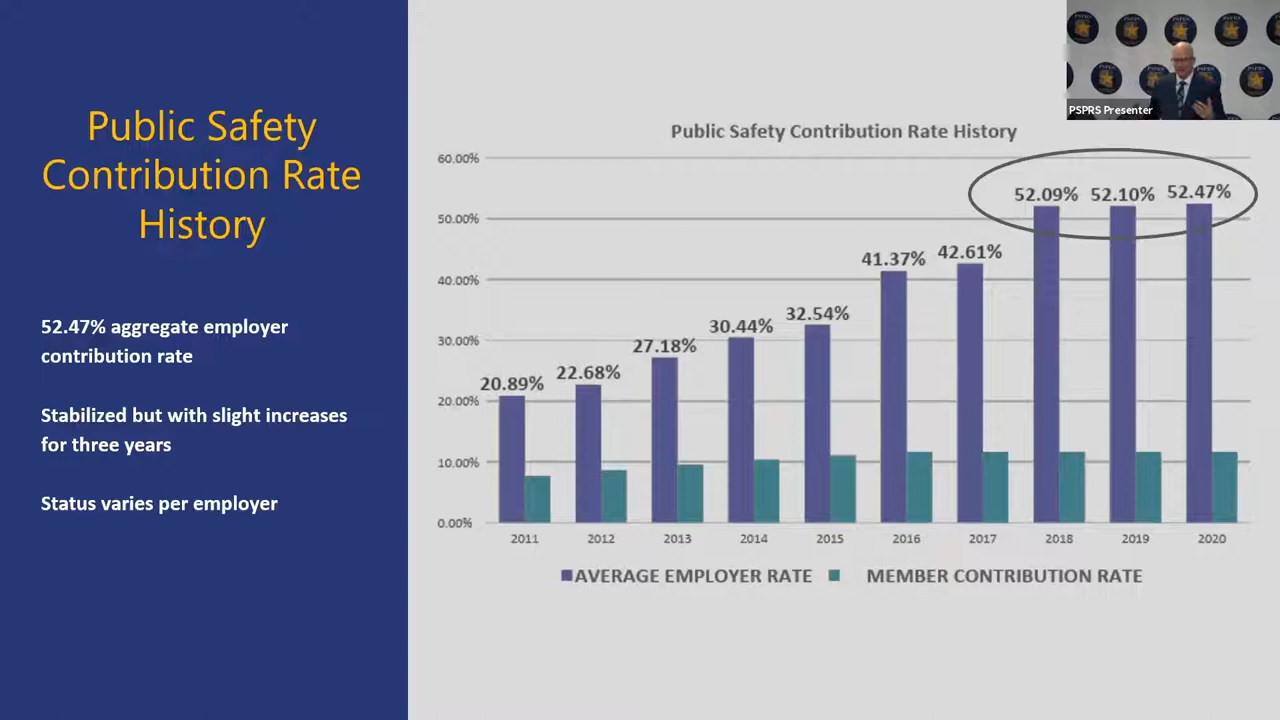 Public Safety
Contribution Rate
History
52.47% aggregate employer
contribution rate
Stabilized but with slight increases
for three years
Status varies per employer
PSPRS Presenter
Public Safety Contribution Rate History
60.00%
50.00%
40.00%
30.00%
20.00%
10.00%
0.00%
20.89%
22.68%
27.18%
30.44%
32.54%
41.37%
42.61%
52.09%
52.10%
52.47%
2011 2012 2013 2014 2015 2016 2017 2018 2019 2020
AVERAGE EMPLOYER RATE MEMBER CONTRIBUTION RATE